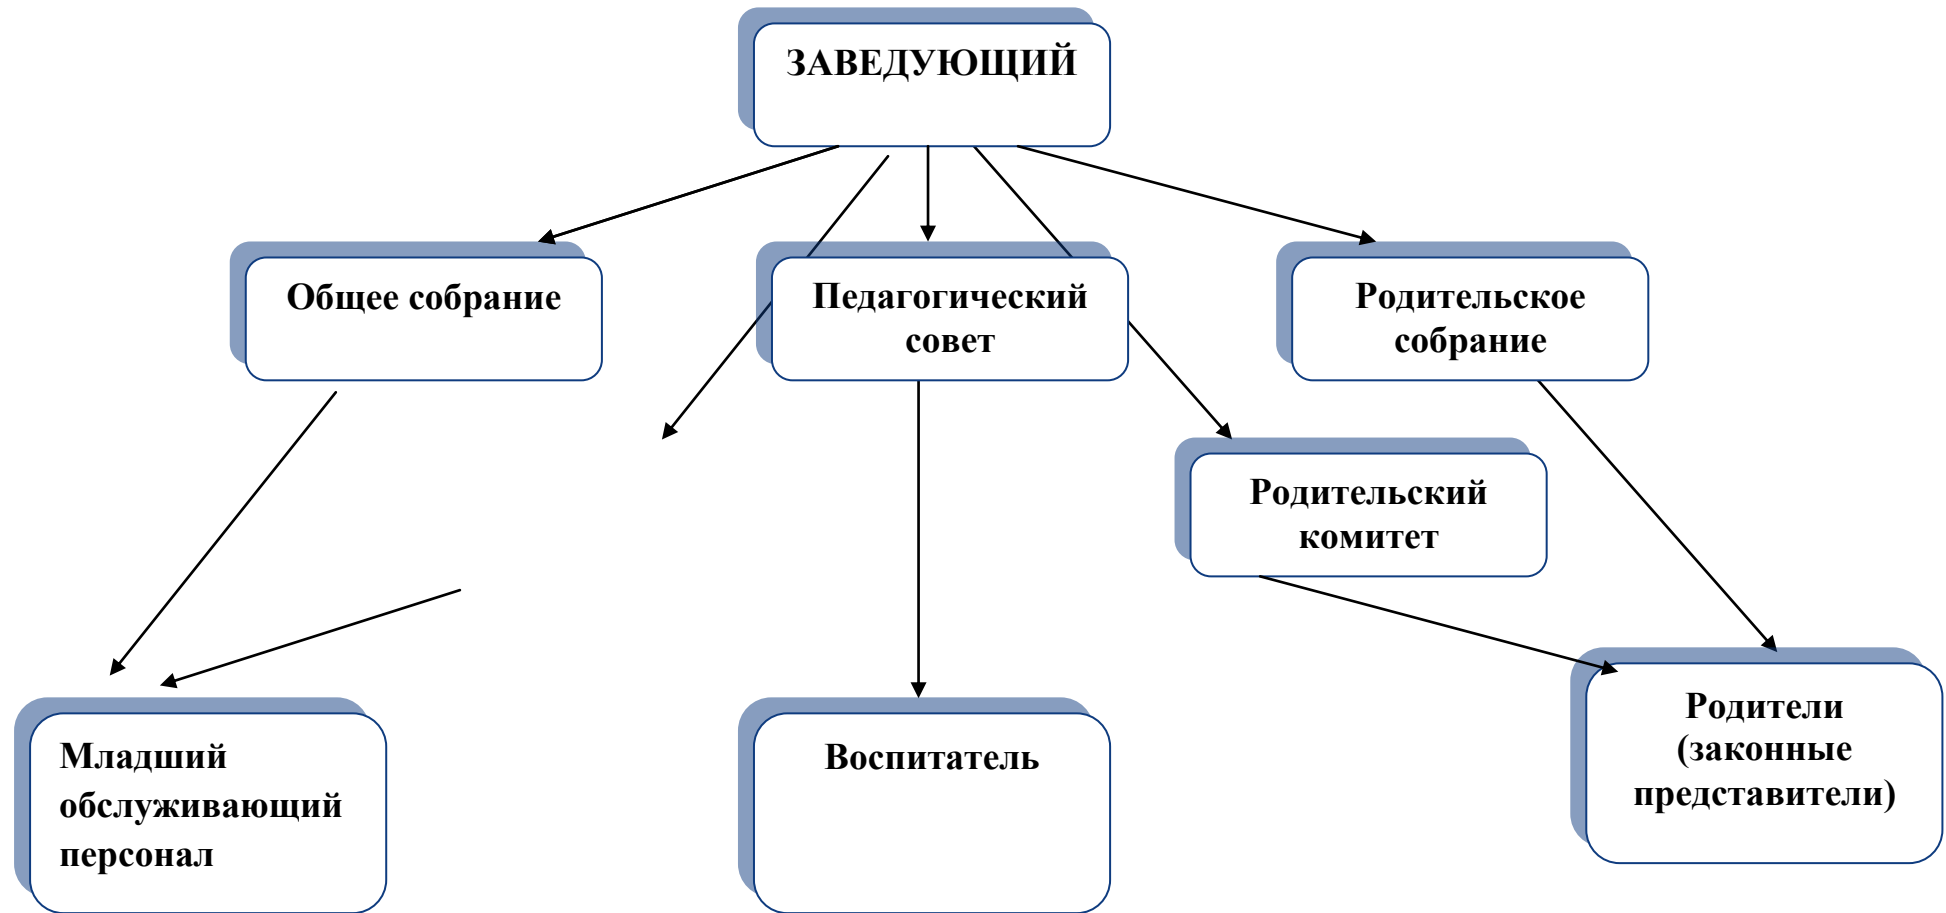 ЗАВЕДУЮЩИЙ
Общее собрание
Педагогический
совет
Родительское
собрание
Родительский
комитет
Младший
обслуживающий
персонал
Воспитатель
Родители
(законные
представители)